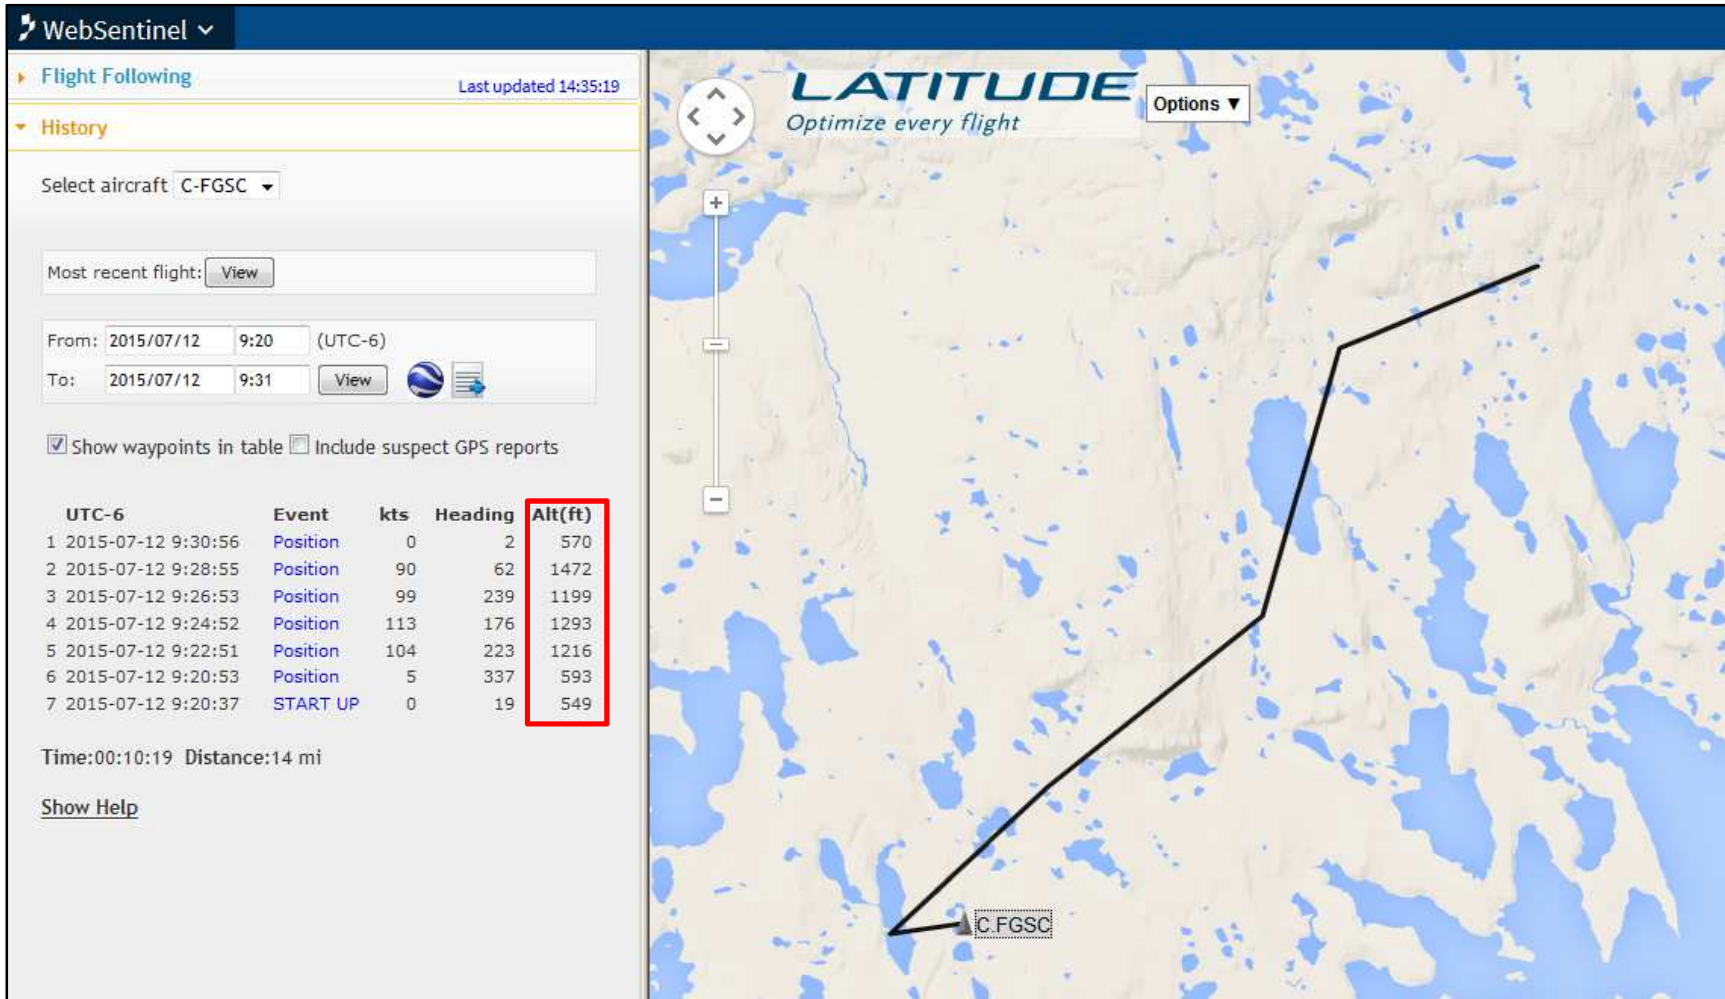 WebSentinel
Flight Following
Last updated 14:35:19
History
Select aircraft C-FGSC
Most recent flight: View
From: 2015/07/12 9:20 (UTC-6)
To: 2015/07/12 9:31 View
Show waypoints in table Include suspect GPS reports
UTC-6 Event kts Heading Alt(ft)
1 2015-07-12 9:30:56 Position 0 2 570
2 2015-07-12 9:28:55 Position 90 62 1472
3 2015-07-12 9:26:53 Position 99 239 1199
4 2015-07-12 9:24:52 Position 113 176 1293
5 2015-07-12 9:22:51 Position 104 223 1216
6 2015-07-12 9:20:53 Position 5 337 593
7 2015-07-12 9:20:37 START UP 0 19 549
Time:00:10:19 Distance:14 mi
Show Help
LATITUDE
Optimize every flight
Options ▼
C.FGSC